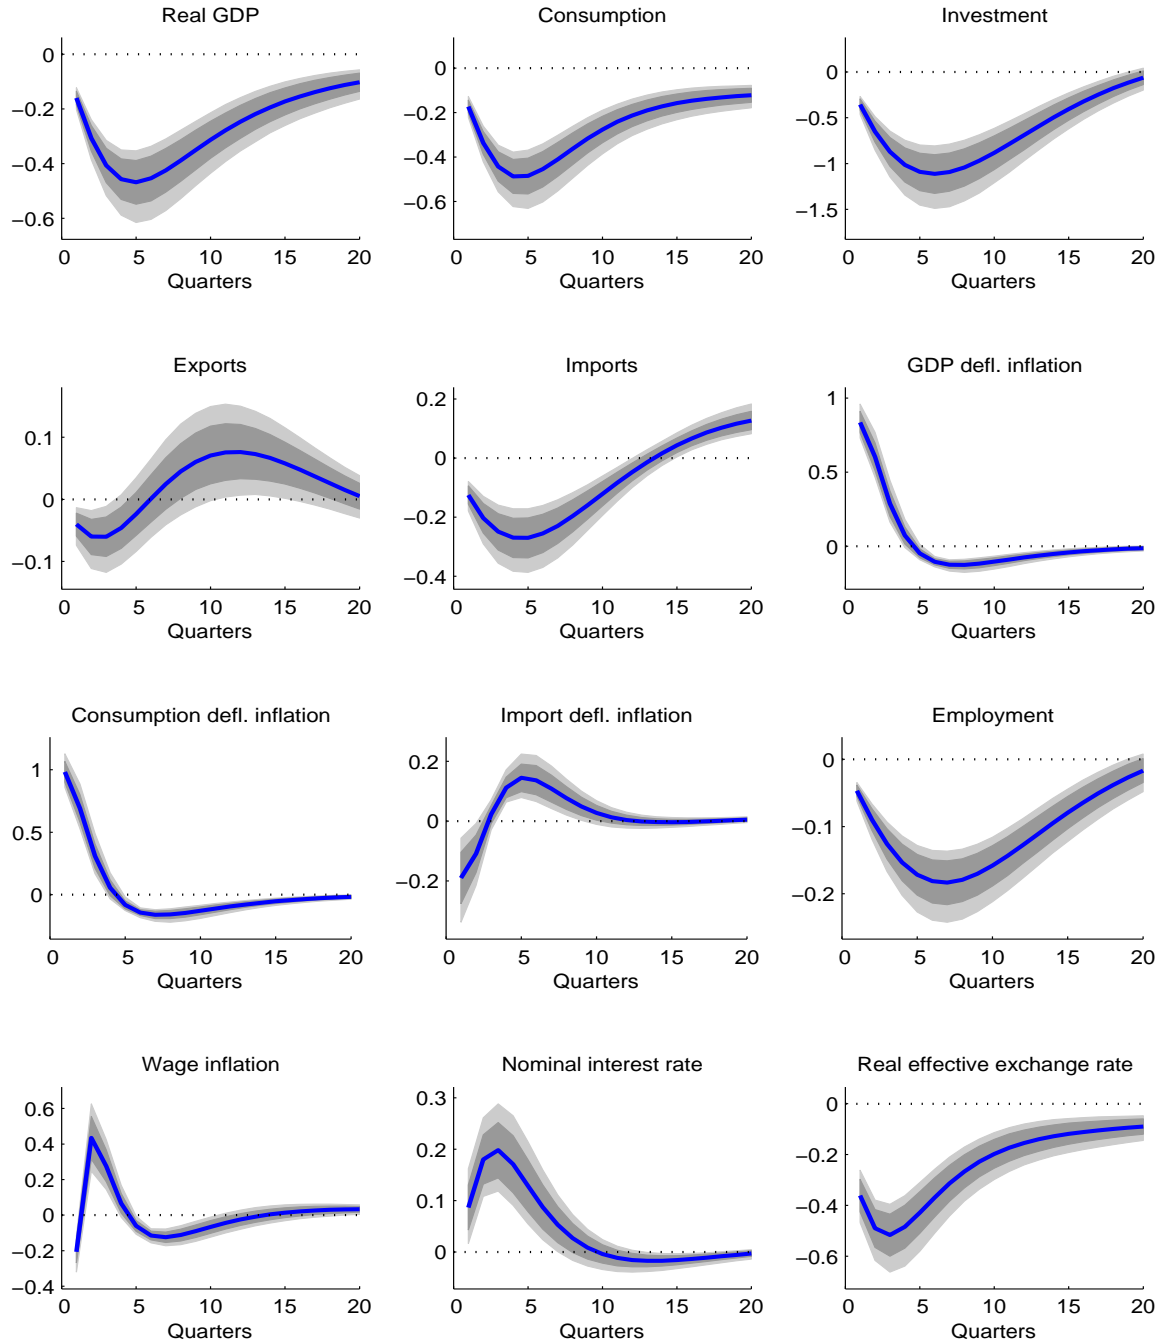 Real GDP
Consumption
Investment
0
−0.2
−0.4
−0.6
0 5 10 15 20
Quarters
0
−0.2
−0.4
−0.6
0 5 10 15 20
Quarters
0
−0.5
−1
−1.5
0 5 10 15 20
Quarters
Exports
Imports
GDP defl. inflation
0.1
0
−0.1
0 5 10 15 20
Quarters
0.2
0
−0.2
−0.4
0 5 10 15 20
Quarters
1
0.5
0
0 5 10 15 20
Quarters
Consumption defl. inflation
Import defl. inflation
Employment
1
0.5
0
0 5 10 15 20
Quarters
0.2
0
−0.2
0 5 10 15 20
Quarters
0
−0.1
−0.2
0 5 10 15 20
Quarters
Wage inflation
Nominal interest rate
Real effective exchange rate
0.6
0.4
0.2
0
−0.2
−0.4
0 5 10 15 20
Quarters
0.3
0.2
0.1
0
0 5 10 15 20
Quarters
0
−0.2
−0.4
−0.6
0 5 10 15 20
Quarters